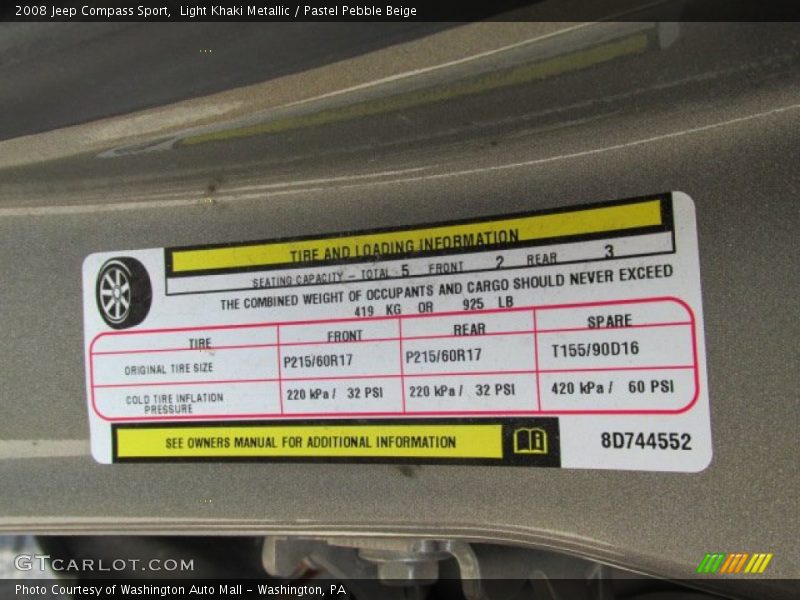 2008 Jeep Compass Sport,  Light Khaki Metallic / Pastel Pebble Beige
TIRE AND LOADING INFORMATION
SEATING CAPACITY - TOTAL 5 FRONT 2 REAR 3
THE COMBINED WEIGHT OF OCCUPANTS AND CARGO SHOULD NEVER EXCEED
419 KG OR 925 LB
TIRE FRONT REAR SPARE
ORIGINAL TIRE SIZE P215/60R17 P215/60R17 T155/90D16
COLD TIRE INFLATION PRESSURE 220 kPa / 32 PSI 220 kPa / 32 PSI 420 kPa / 60 PSI
SEE OWNERS MANUAL FOR ADDITIONAL INFORMATION
8D744552
GTCARLOT.COM
Photo Courtesy of Washington Auto Mall - Washington, PA